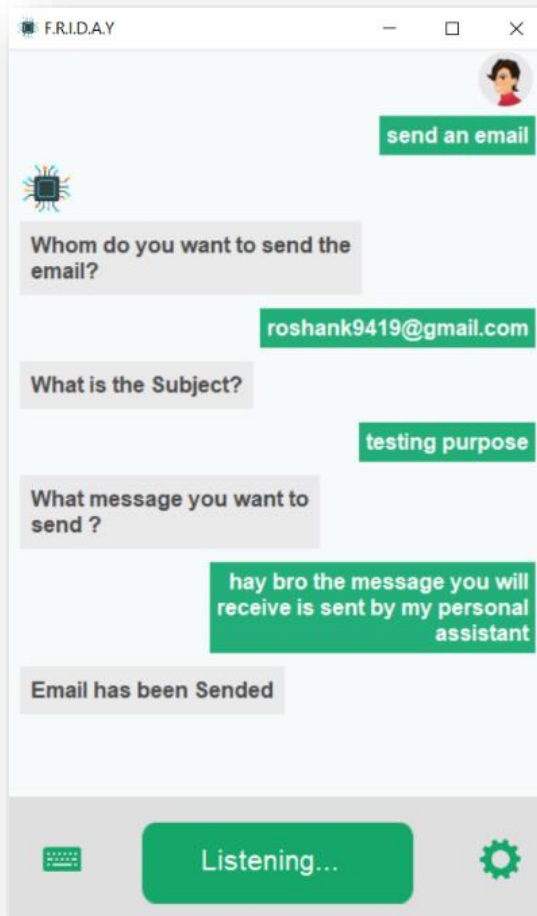 F.R.I.D.A.Y
send an email
Whom do you want to send the
email?
roshank9419@gmail.com
What is the Subject?
testing purpose
What message you want to
send ?
hay bro the message you will
receive is sent by my personal
assistant
Email has been Sended
Listening...